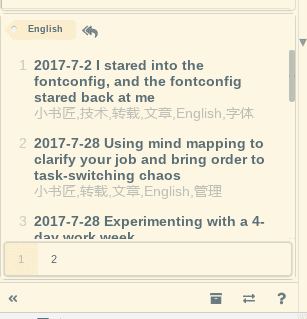 English
1 2017-7-2 I stared into the
fontconfig, and the fontconfig
stared back at me
小书匠,技术,转载,文章,English,字体
2 2017-7-28 Using mind mapping to
clarify your job and bring order to
task-switching chaos
小书匠,转载,文章,English,管理
3 2017-7-28 Experimenting with a 4-
day work week
1 2